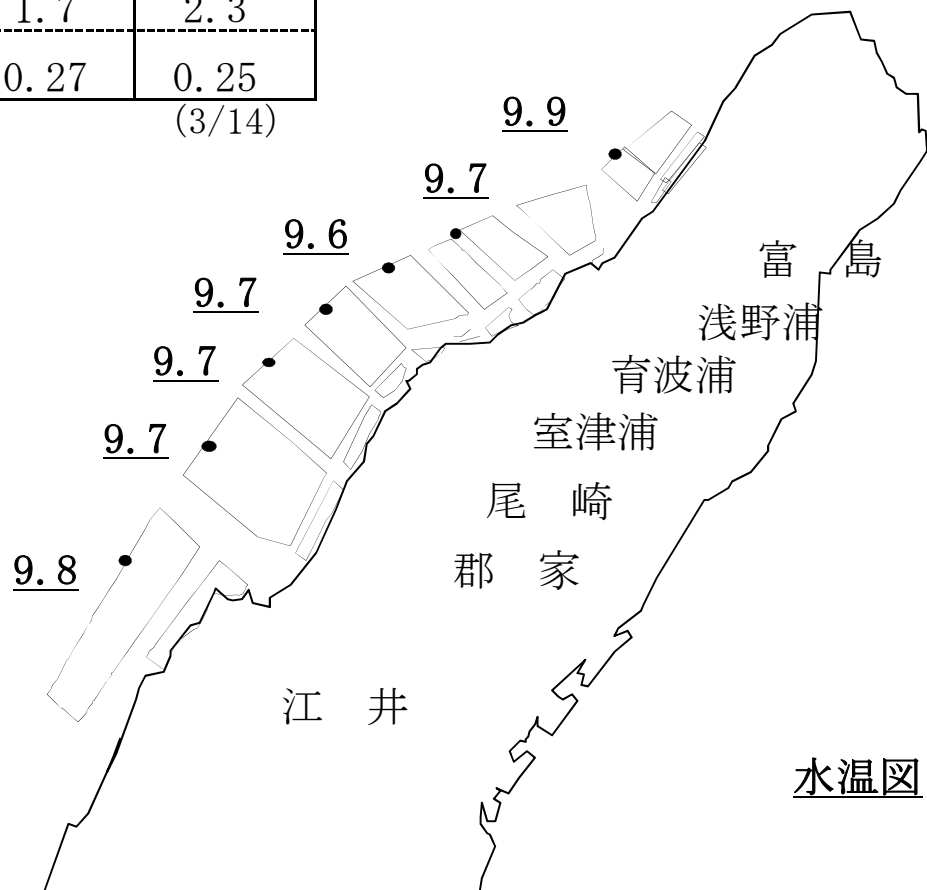 1.7 2.3
0.27 0.25
(3/14)
9.9
9.7
9.6
9.7
9.7
9.7
9.8
富 島
浅野浦
育波浦
室津浦
尾 崎
郡 家
江 井
水温図